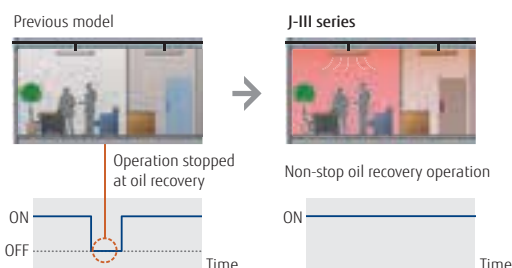 Previous model
J-III series
Operation stopped
at oil recovery
Non-stop oil recovery operation
ON
OFF
Time
ON
Time